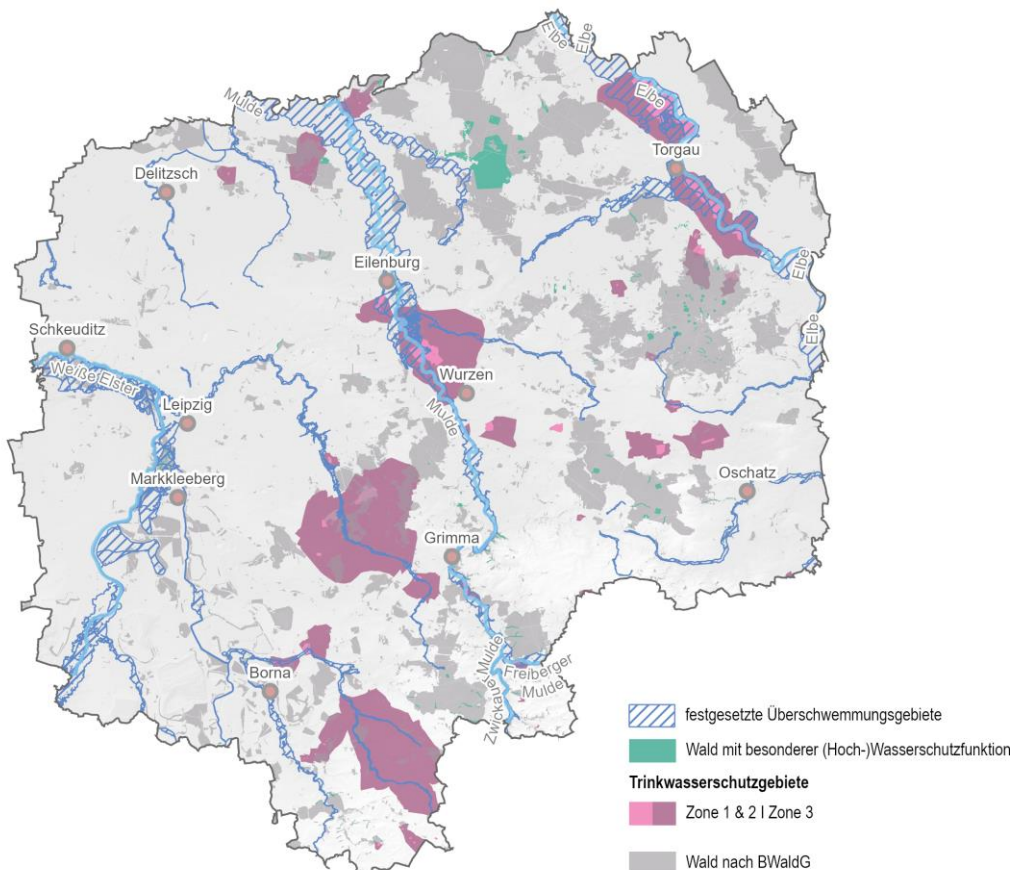 Elbe
Elbe
Mulde
Elbe
Torgau
Delitzsch
Elbe
Eilenburg
Elbe
Schkeuditz
Weiße Elster
Wurzen
Leipzig
Mulde
Markkleeberg
Oschatz
Grimma
Zwickauer Mulde
Freiberger
Mulde
Borna
festgesetzte Überschwemmungsgebiete
Wald mit besonderer (Hoch-)Wasserschutzfunktion
Trinkwasserschutzgebiete
Zone 1 & 2 I Zone 3
Wald nach BWaldG